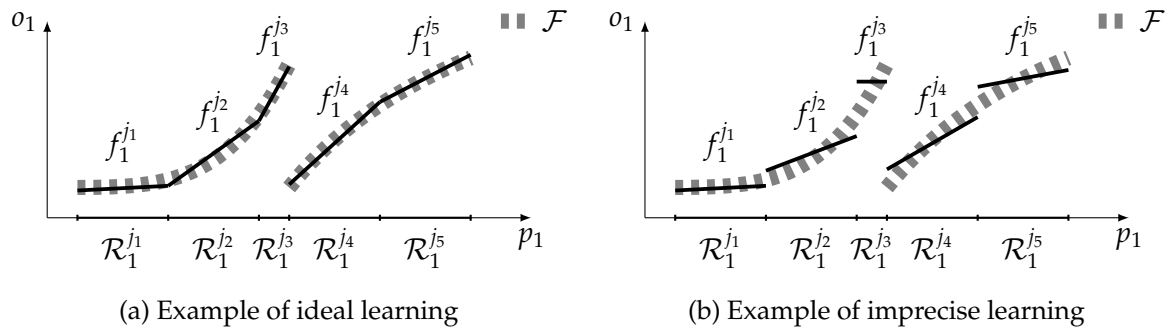 o₁ f₁^{j₁} f₁^{j₂} f₁^{j₃} f₁^{j₄} f₁^{j₅} 𝓕
𝓡₁^{j₁} 𝓡₁^{j₂} 𝓡₁^{j₃} 𝓡₁^{j₄} 𝓡₁^{j₅} p₁
(a) Example of ideal learning
o₁ f₁^{j₁} f₁^{j₂} f₁^{j₃} f₁^{j₄} f₁^{j₅} 𝓕
𝓡₁^{j₁} 𝓡₁^{j₂} 𝓡₁^{j₃} 𝓡₁^{j₄} 𝓡₁^{j₅} p₁
(b) Example of imprecise learning